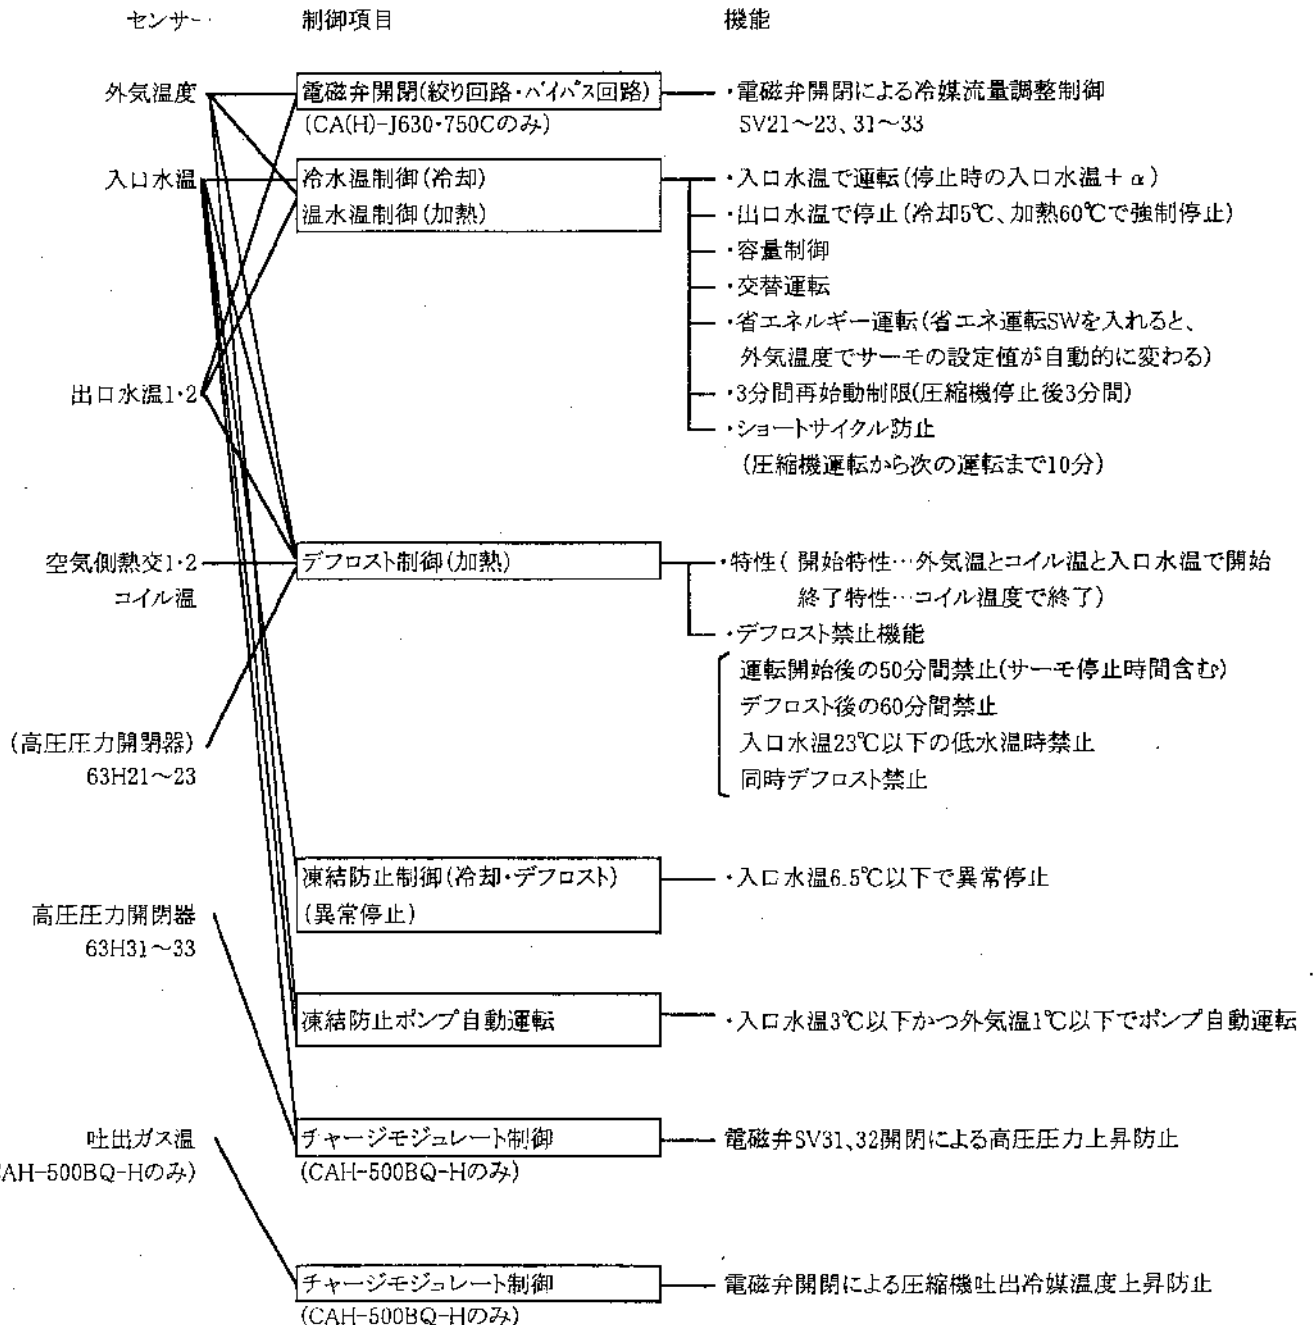 センサー 制御項目 機能
外気温度 電磁弁開閉(絞り回路・バイパス回路) ・電磁弁開閉による冷媒流量調整制御
(CA(H)-J630・750Cのみ) SV21～23、31～33
入口水温 冷水温制御(冷却) ・入口水温で運転(停止時の入口水温+α)
温水温制御(加熱) ・出口水温で停止(冷却5℃、加熱60℃で強制停止)
・容量制御
・交替運転
・省エネルギー運転(省エネ運転SWを入れると、
外気温度でサーモの設定値が自動的に変わる)
出口水温1・2 ・3分間再始動制限(圧縮機停止後3分間)
・ショートサイクル防止
(圧縮機運転から次の運転まで10分)
空気側熱交1・2 デフロスト制御(加熱) ・特性( 開始特性…外気温とコイル温と入口水温で開始
コイル温 終了特性…コイル温度で終了)
・デフロスト禁止機能
運転開始後の50分間禁止(サーモ停止時間含む)
デフロスト後の60分間禁止
(高圧圧力開閉器) 入口水温23℃以下の低水温時禁止
63H21～23 同時デフロスト禁止
凍結防止制御(冷却・デフロスト) ・入口水温6.5℃以下で異常停止
高圧圧力開閉器 (異常停止)
63H31～33
凍結防止ポンプ自動運転 ・入口水温3℃以下かつ外気温1℃以下でポンプ自動運転
吐出ガス温 チャージモジュレート制御 電磁弁SV31、32開閉による高圧圧力上昇防止
AH-500BQ-Hのみ) (CAH-500BQ-Hのみ)
チャージモジュレート制御 電磁弁開閉による圧縮機吐出冷媒温度上昇防止
(CAH-500BQ-Hのみ)